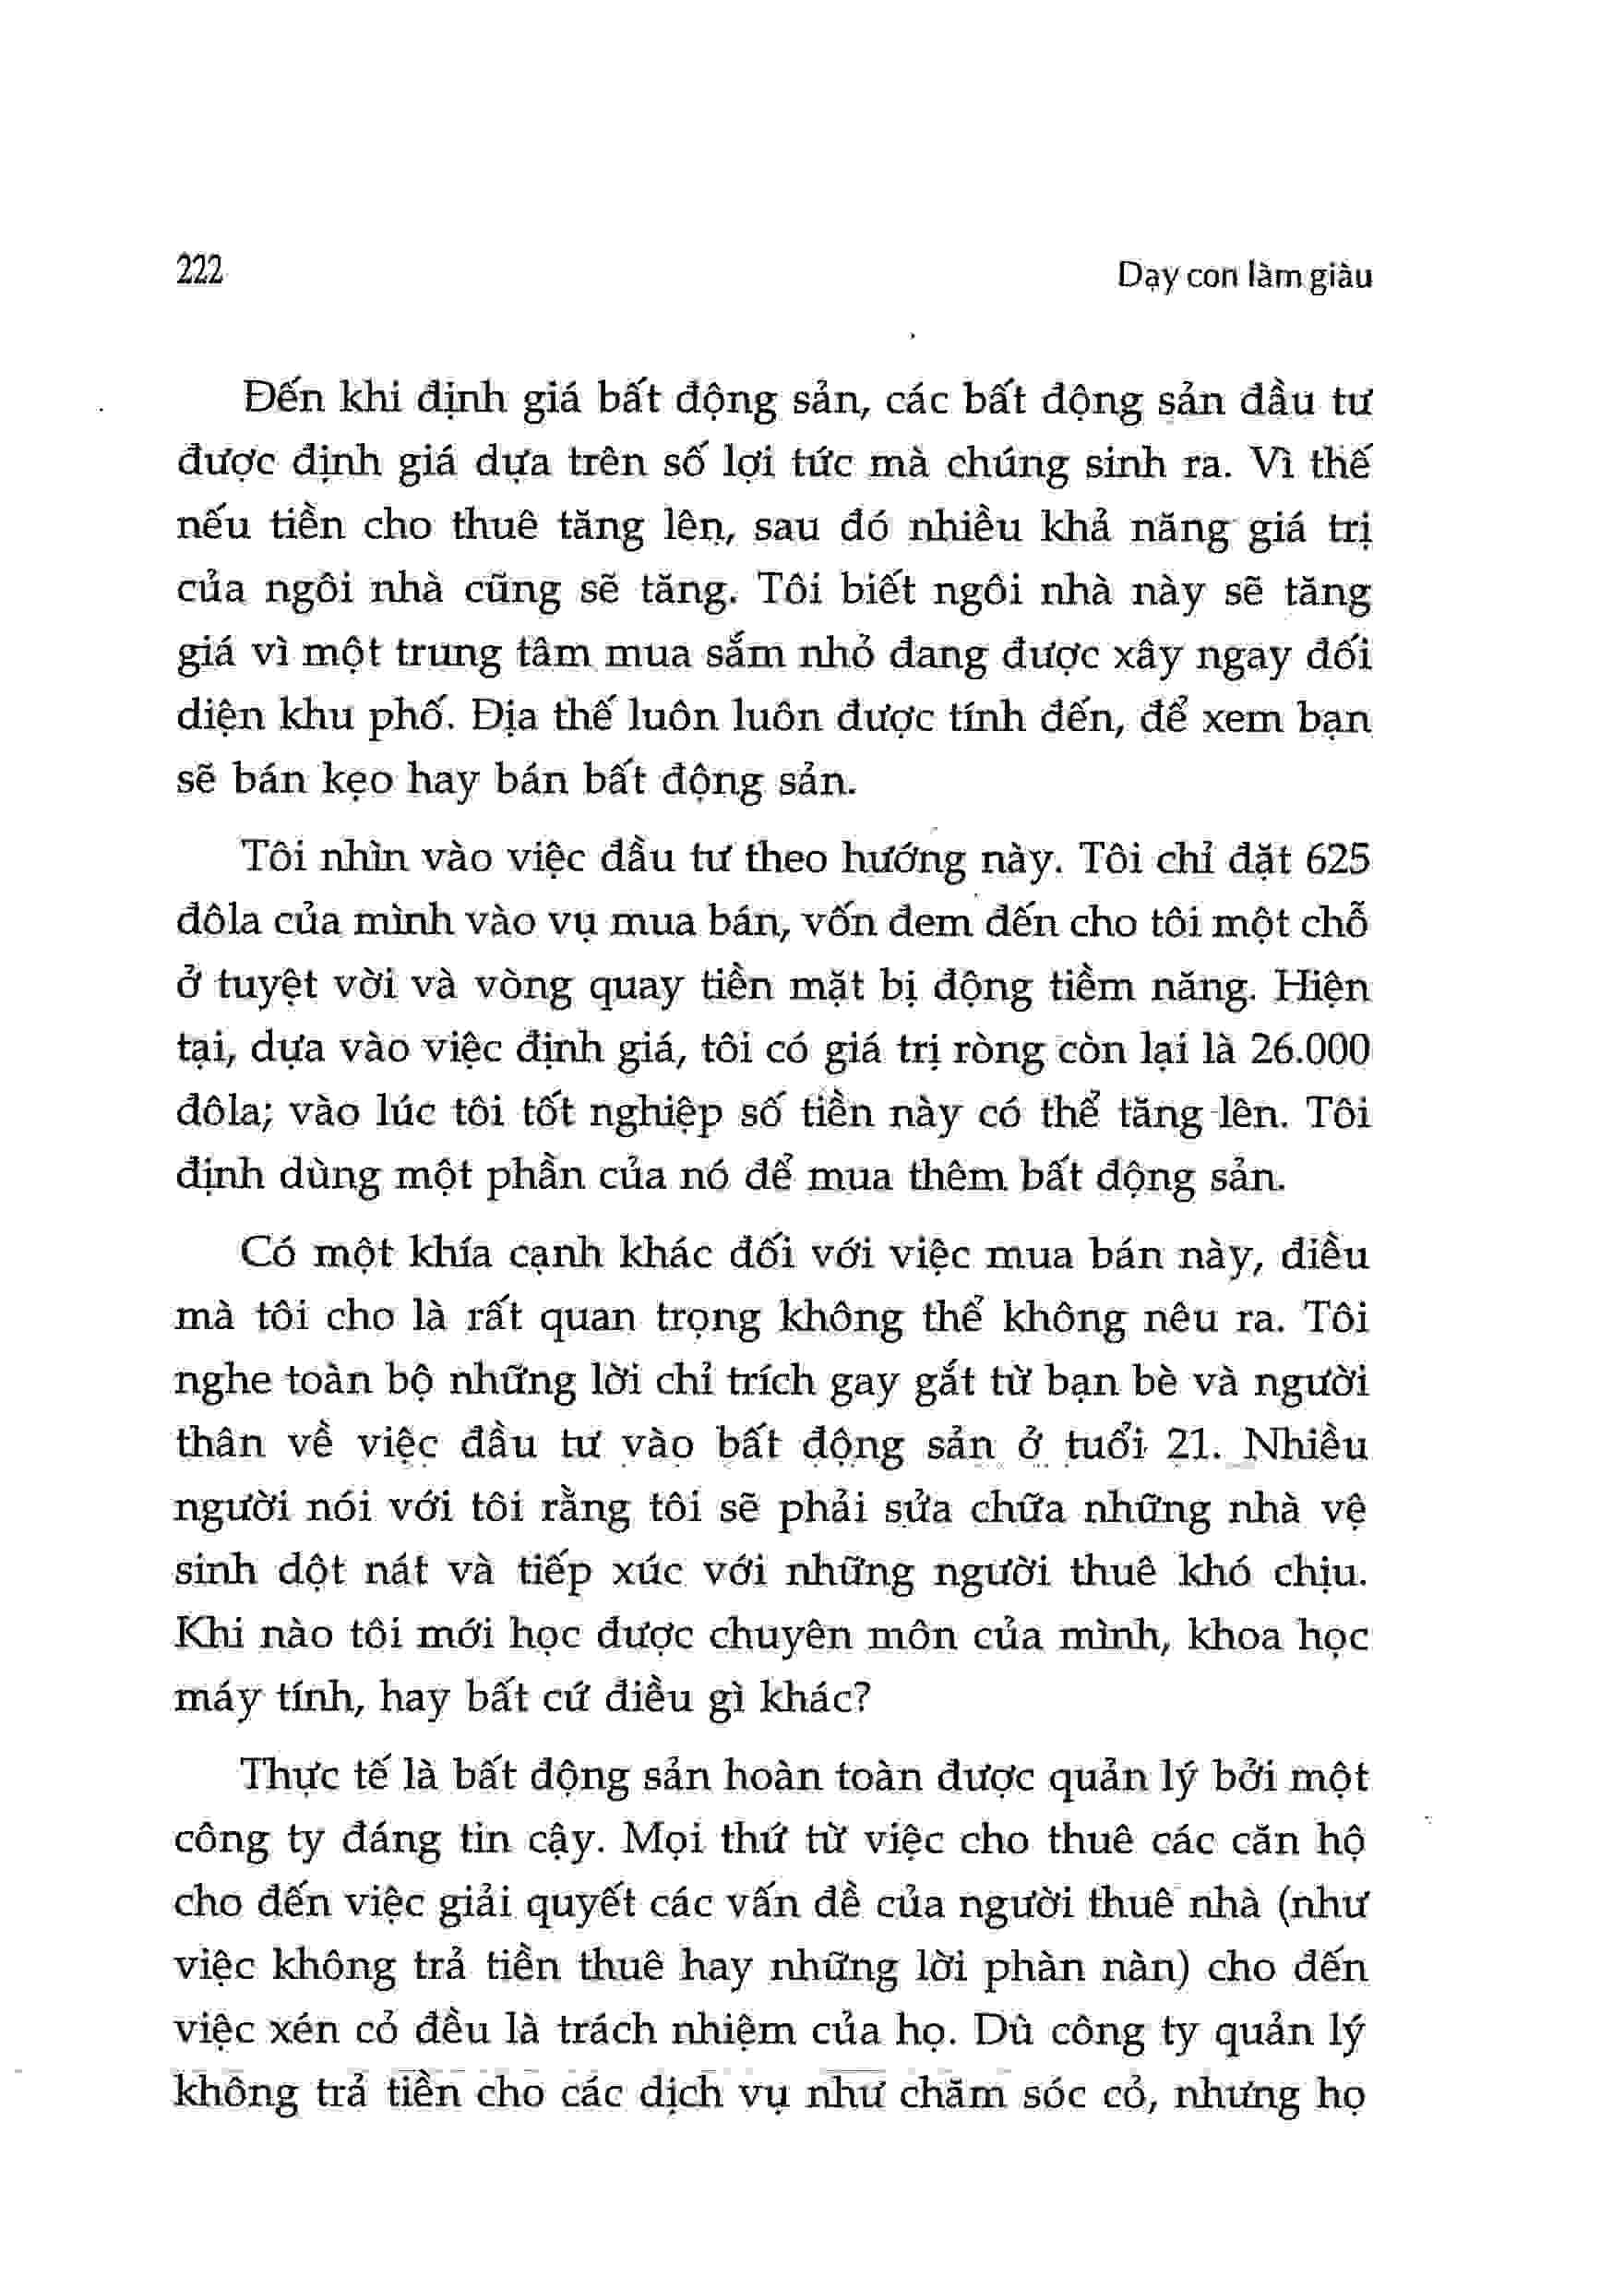 222
Dạy con làm giàu
Đến khi định giá bất động sản, các bất động sản đầu tư
được định giá dựa trên số lợi tức mà chúng sinh ra. Vì thế
nếu tiền cho thuê tăng lên, sau đó nhiều khả năng giá trị
của ngôi nhà cũng sẽ tăng. Tôi biết ngôi nhà này sẽ tăng
giá vì một trung tâm mua sắm nhỏ đang được xây ngay đối
diện khu phố. Địa thế luôn luôn được tính đến, để xem bạn
sẽ bán kẹo hay bán bất động sản.
Tôi nhìn vào việc đầu tư theo hướng này. Tôi chỉ đặt 625
đôla của mình vào vụ mua bán, vốn đem đến cho tôi một chỗ
ở tuyệt vời và vòng quay tiền mặt bị động tiềm năng. Hiện
tại, dựa vào việc định giá, tôi có giá trị ròng còn lại là 26.000
đôla; vào lúc tôi tốt nghiệp số tiền này có thể tăng lên. Tôi
định dùng một phần của nó để mua thêm bất động sản.
Có một khía cạnh khác đối với việc mua bán này, điều
mà tôi cho là rất quan trọng không thể không nêu ra. Tôi
nghe toàn bộ những lời chỉ trích gay gắt từ bạn bè và người
thân về việc đầu tư vào bất động sản ở tuổi 21. Nhiều
người nói với tôi rằng tôi sẽ phải sửa chữa những nhà vệ
sinh dột nát và tiếp xúc với những người thuê khó chịu.
Khi nào tôi mới học được chuyên môn của mình, khoa học
máy tính, hay bất cứ điều gì khác?
Thực tế là bất động sản hoàn toàn được quản lý bởi một
công ty đáng tin cậy. Mọi thứ từ việc cho thuê các căn hộ
cho đến việc giải quyết các vấn đề của người thuê nhà (như
việc không trả tiền thuê hay những lời phàn nàn) cho đến
việc xén cỏ đều là trách nhiệm của họ. Dù công ty quản lý
không trả tiền cho các dịch vụ như chăm sóc cỏ, nhưng họ